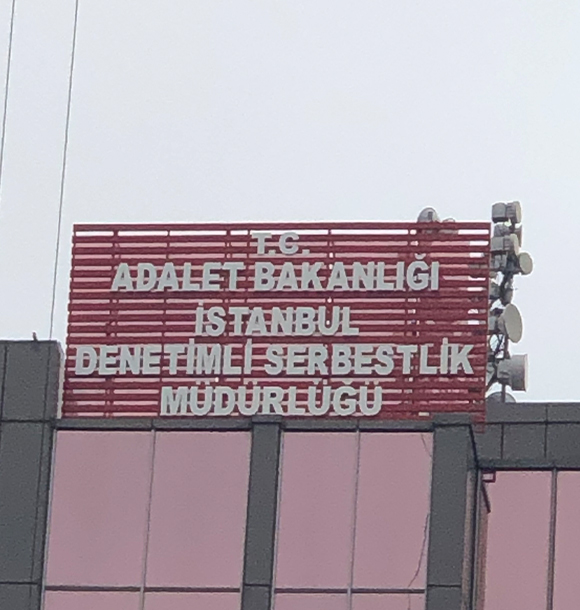 T.C.
ADALET BAKANLIĞI
İSTANBUL
DENETİMLİ SERBESTLİK
MÜDÜRLÜĞÜ